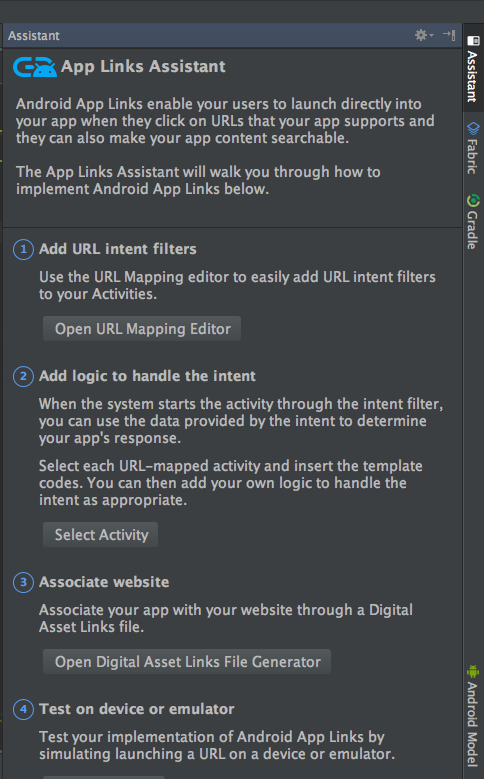 Assistant
App Links Assistant
Android App Links enable your users to launch directly into
your app when they click on URLs that your app supports and
they can also make your app content searchable.
The App Links Assistant will walk you through how to
implement Android App Links below.
1 Add URL intent filters
Use the URL Mapping editor to easily add URL intent filters
to your Activities.
Open URL Mapping Editor
2 Add logic to handle the intent
When the system starts the activity through the intent filter,
you can use the data provided by the intent to determine
your app's response.
Select each URL-mapped activity and insert the template
codes. You can then add your own logic to handle the
intent as appropriate.
Select Activity
3 Associate website
Associate your app with your website through a Digital
Asset Links file.
Open Digital Asset Links File Generator
4 Test on device or emulator
Test your implementation of Android App Links by
simulating launching a URL on a device or emulator.
Assistant
Fabric
Gradle
Android Model